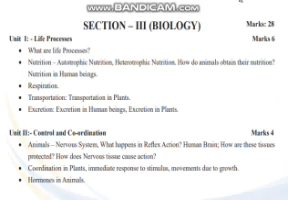 WWW.BANDICAM.COM
SECTION – III (BIOLOGY)
Marks: 28
Unit I: - Life Processes
Marks 6
• What are life Processes?
• Nutrition – Autotrophic Nutrition, Heterotrophic Nutrition. How do animals obtain their nutrition?
Nutrition in Human beings.
• Respiration.
• Transportation: Transportation in Plants.
• Excretion: Excretion in Human beings, Excretion in Plants.
Unit II:- Control and Co-ordination
Marks 4
• Animals – Nervous System, What happens in Reflex Action? Human Brain; How are these tissues
protected? How does Nervous tissue cause action?
• Coordination in Plants, immediate response to stimulus, movements due to growth.
• Hormones in Animals.